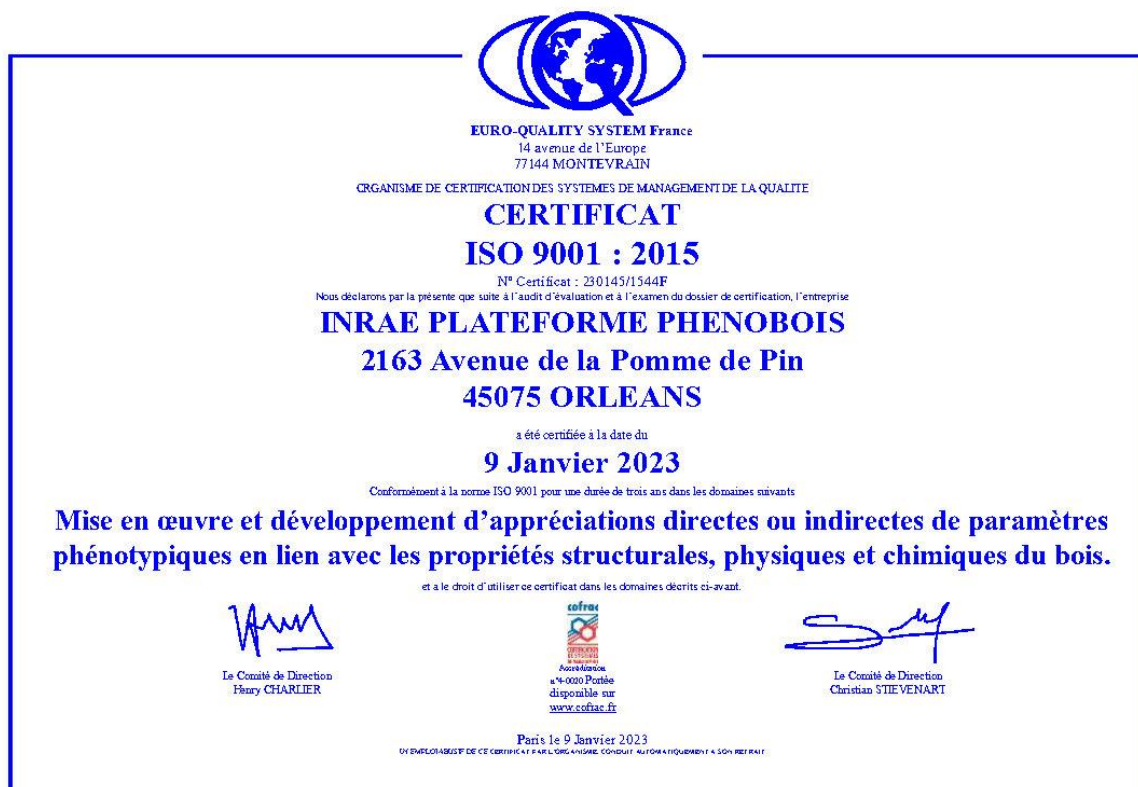 EURO-QUALITY SYSTEM France
14 avenue de l'Europe
77144 MONTEVRAIN
ORGANISME DE CERTIFICATION DES SYSTEMES DE MANAGEMENT DE LA QUALITE
CERTIFICAT
ISO 9001 : 2015
N° Certificat : 230145/1544F
Nous déclarons par la présente que suite à l'audit d'évaluation et à l'examen du dossier de certification, l'entreprise
INRAE PLATEFORME PHENOBOIS
2163 Avenue de la Pomme de Pin
45075 ORLEANS
a été certifiée à la date du
9 Janvier 2023
Conformément à la norme ISO 9001 pour une durée de trois ans dans les domaines suivants
Mise en œuvre et développement d'appréciations directes ou indirectes de paramètres
phénotypiques en lien avec les propriétés structurales, physiques et chimiques du bois.
et a le droit d'utiliser ce certificat dans les domaines décrits ci-avant.
cofrac
CERTIFICATION
DE SYSTEMES
DE MANAGEMENT
Accréditation
n°4-0020 Portée
disponible sur
www.cofrac.fr
Le Comité de Direction
Henry CHARLIER
Le Comité de Direction
Christian STIEVENART
Paris le 9 Janvier 2023
UN EMPLOI ABUSIF DE CE CERTIFICAT PAR L'ORGANISME CONDUIT AUTOMATIQUEMENT A SON RETRAIT